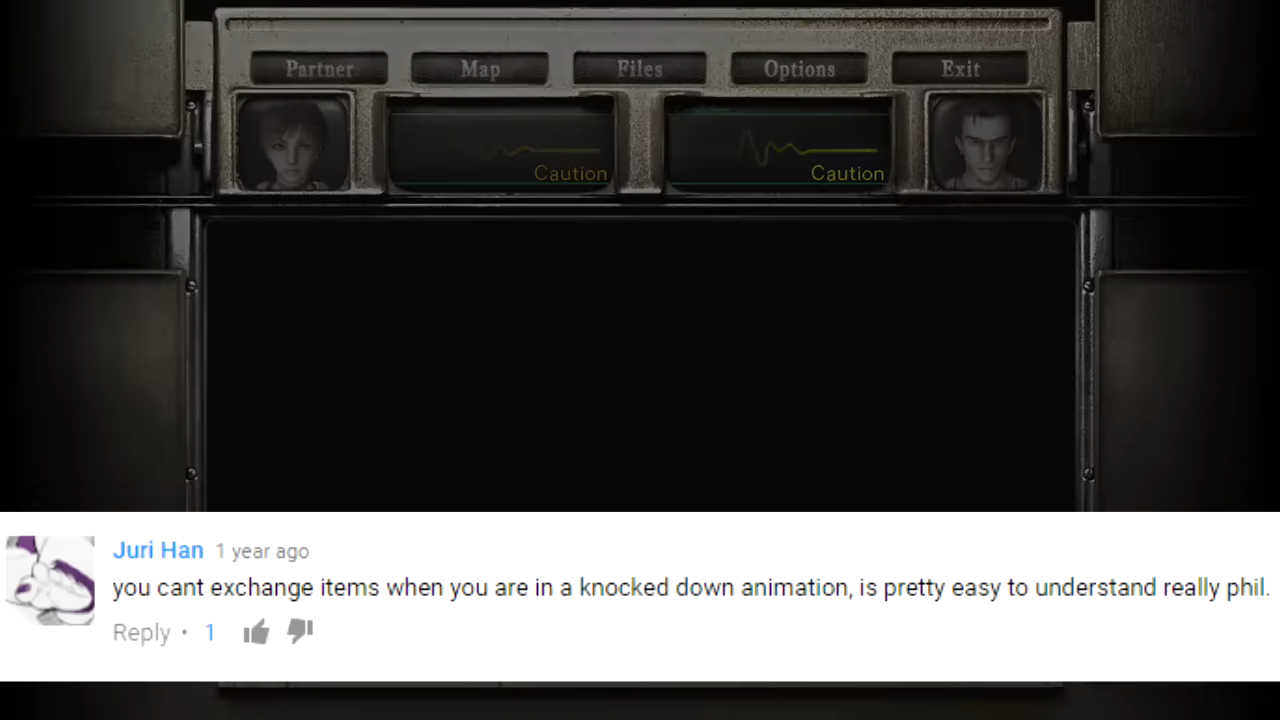 Partner Map Files Options Exit
Caution Caution
Juri Han 1 year ago
you cant exchange items when you are in a knocked down animation, is pretty easy to understand really phil.
Reply • 1